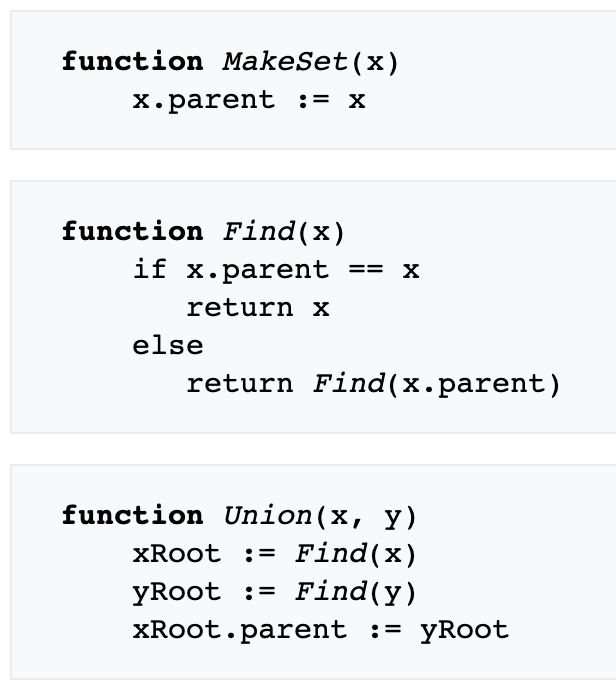 function MakeSet(x)
    x.parent := x
function Find(x)
    if x.parent == x
       return x
    else
       return Find(x.parent)
function Union(x, y)
    xRoot := Find(x)
    yRoot := Find(y)
    xRoot.parent := yRoot